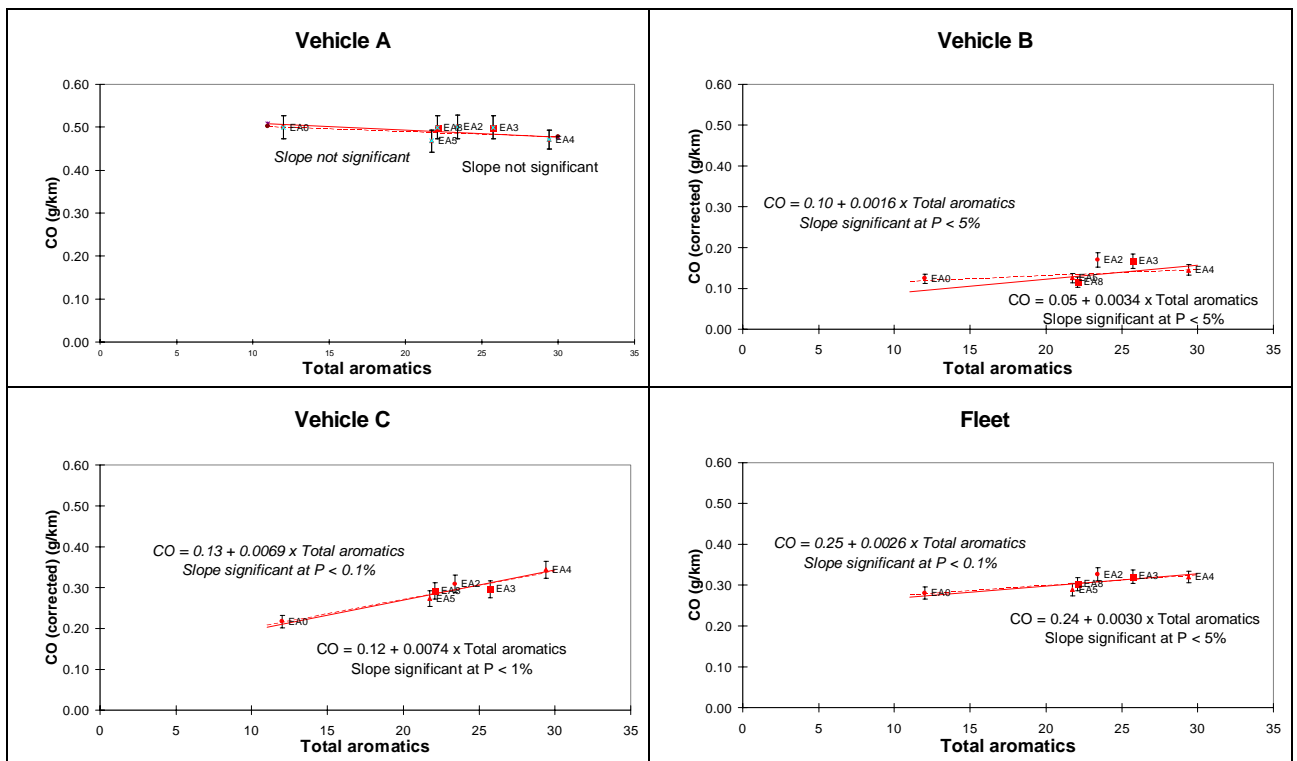 Vehicle A
CO (g/km)
0.60
0.50
0.40
0.30
0.20
0.10
0.00
EA0
EA8
EA2
EA3
EA5
EA4
Slope not significant
Slope not significant
0 5 10 15 20 25 30 35
Total aromatics
Vehicle B
CO (corrected) (g/km)
0.60
0.50
0.40
0.30
0.20
0.10
0.00
CO = 0.10 + 0.0016 x Total aromatics
Slope significant at P < 5%
EA0
EA2
EA3
EA5
EA8
EA4
CO = 0.05 + 0.0034 x Total aromatics
Slope significant at P < 5%
0 5 10 15 20 25 30 35
Total aromatics
Vehicle C
CO (corrected) (g/km)
0.60
0.50
0.40
0.30
0.20
0.10
0.00
CO = 0.13 + 0.0069 x Total aromatics
Slope significant at P < 0.1%
EA0
EA2
EA8
EA3
EA5
EA4
CO = 0.12 + 0.0074 x Total aromatics
Slope significant at P < 1%
0 5 10 15 20 25 30 35
Total aromatics
Fleet
CO (g/km)
0.60
0.50
0.40
0.30
0.20
0.10
0.00
CO = 0.25 + 0.0026 x Total aromatics
Slope significant at P < 0.1%
EA0
EA2
EA8
EA3
EA5
EA4
CO = 0.24 + 0.0030 x Total aromatics
Slope significant at P < 5%
0 5 10 15 20 25 30 35
Total aromatics